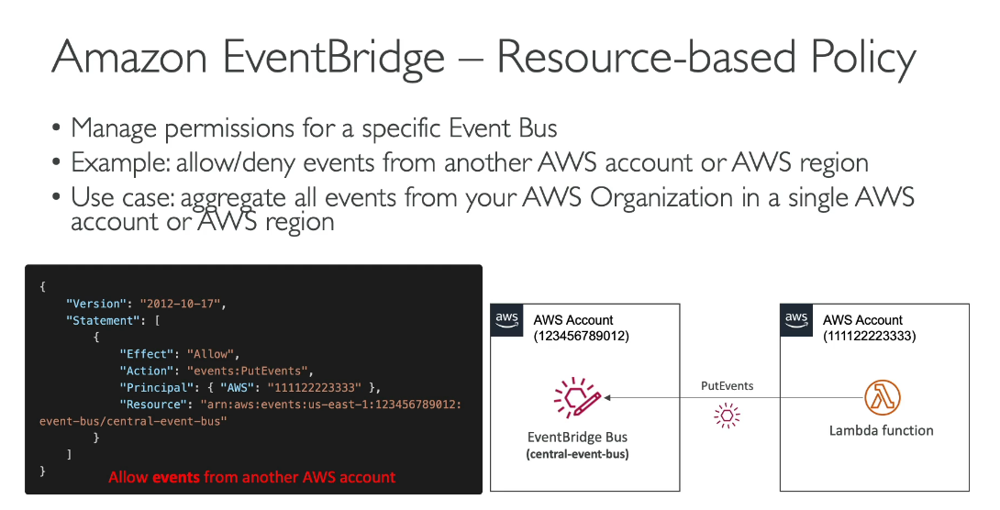 Amazon EventBridge – Resource-based Policy
• Manage permissions for a specific Event Bus
• Example: allow/deny events from another AWS account or AWS region
• Use case: aggregate all events from your AWS Organization in a single AWS
account or AWS region
{
"Version": "2012-10-17",
"Statement": [
{
"Effect": "Allow",
"Action": "events:PutEvents",
"Principal": { "AWS": "111122223333" },
"Resource": "arn:aws:events:us-east-1:123456789012:
event-bus/central-event-bus"
}
]
}
Allow events from another AWS account
aws
AWS Account
(123456789012)
EventBridge Bus
(central-event-bus)
PutEvents
aws
AWS Account
(111122223333)
Lambda function